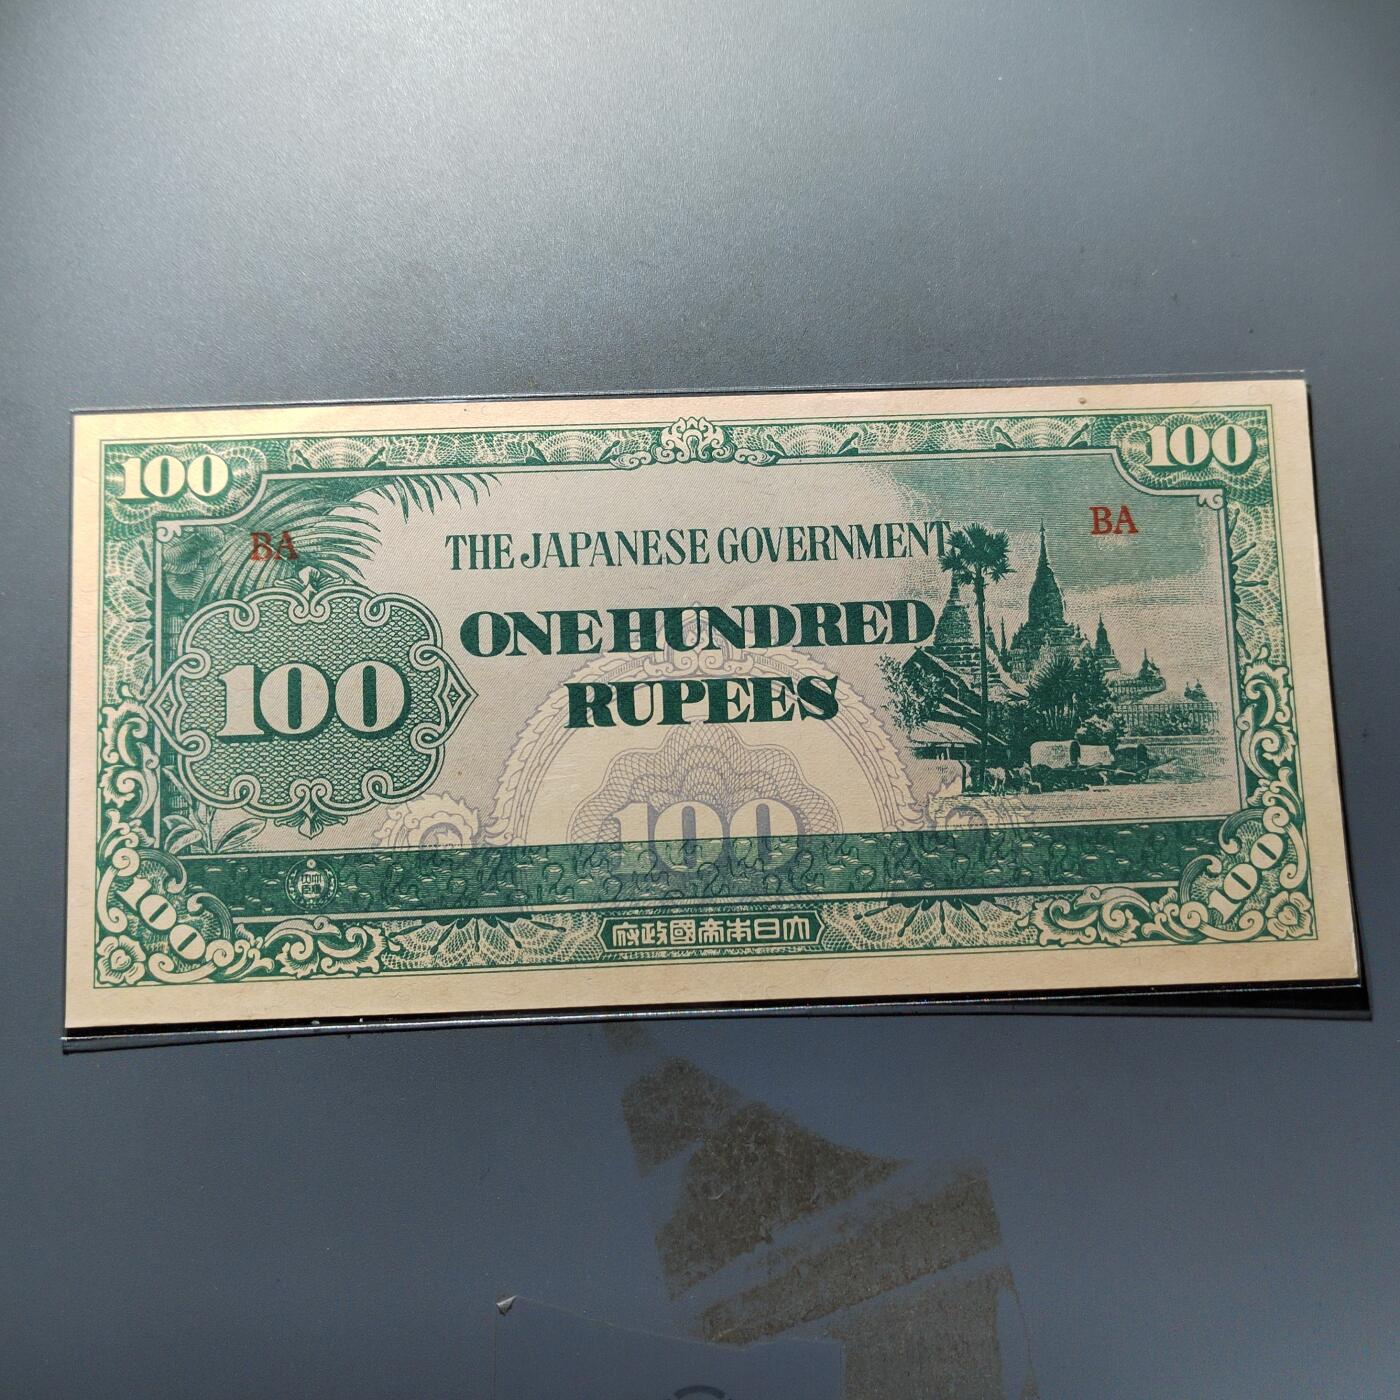 100 100
BA BA
THE JAPANESE GOVERNMENT
ONE HUNDRED
100
RUPEES
100
100 100
府政國帝本日大